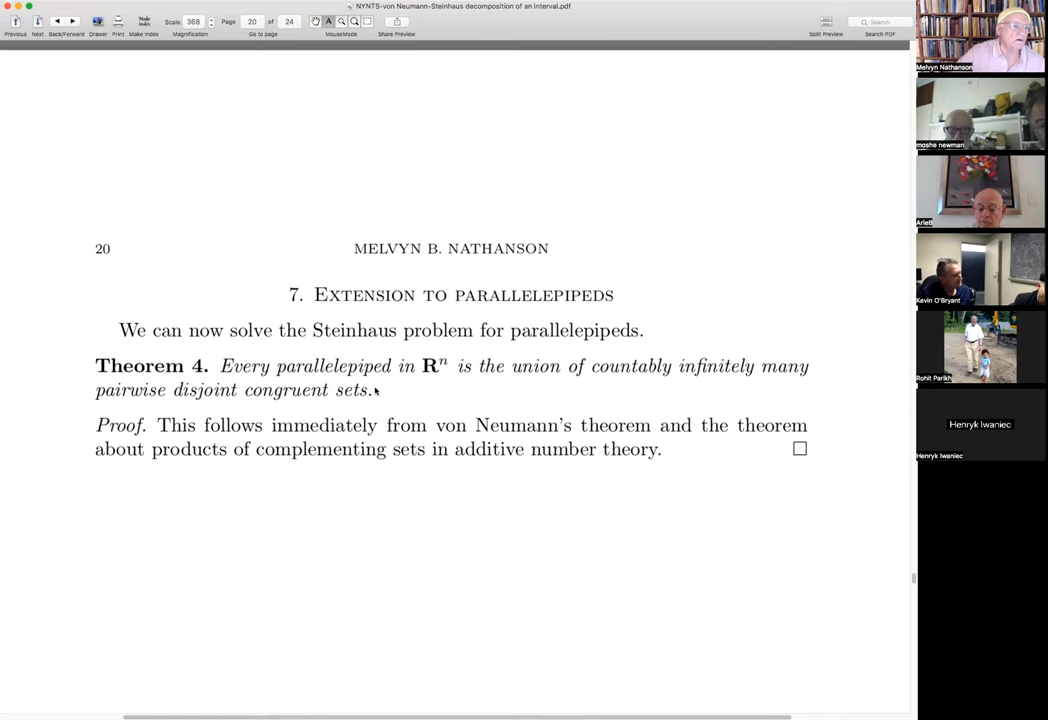 NYNTS-von Neumann-Steinhaus decomposition of an interval.pdf
Previous Next Back/Forward Drawer Print Make Index Scale 368 Magnification Page 20 of 24 Go to page MouseMode Share Preview Split Preview Search Search PDF
20 MELVYN B. NATHANSON
7. EXTENSION TO PARALLELEPIPEDS
We can now solve the Steinhaus problem for parallelepipeds.
Theorem 4. Every parallelepiped in Rⁿ is the union of countably infinitely many
pairwise disjoint congruent sets.
Proof. This follows immediately from von Neumann's theorem and the theorem
about products of complementing sets in additive number theory. □
Melvyn Nathanson
moshe newman
ArieB
Kevin O'Bryant
Rohit Parikh
Henryk Iwaniec
Henryk Iwaniec